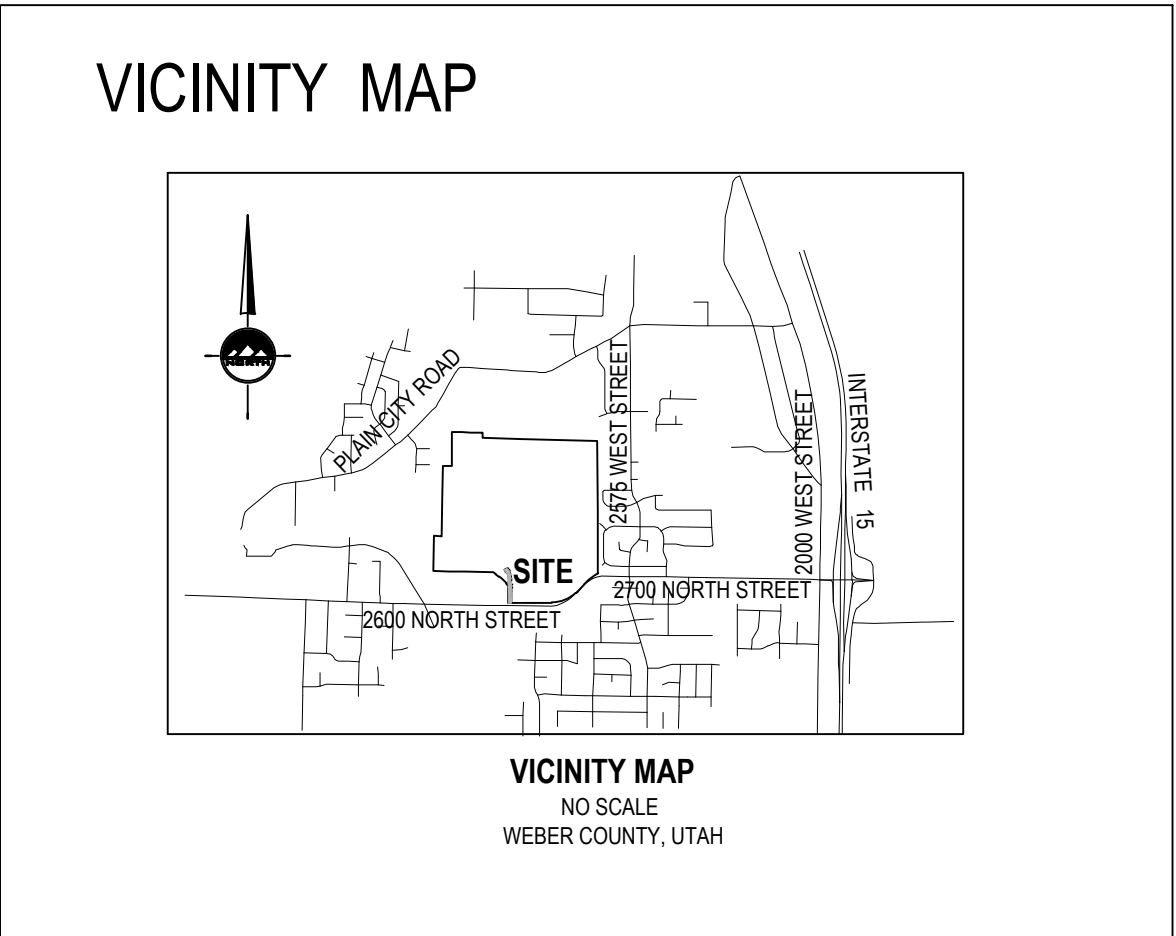 VICINITY MAP
NORTH
PLAIN CITY ROAD
2575 WEST STREET
2000 WEST STREET
INTERSTATE 15
SITE
2700 NORTH STREET
2600 NORTH STREET
VICINITY MAP
NO SCALE
WEBER COUNTY, UTAH